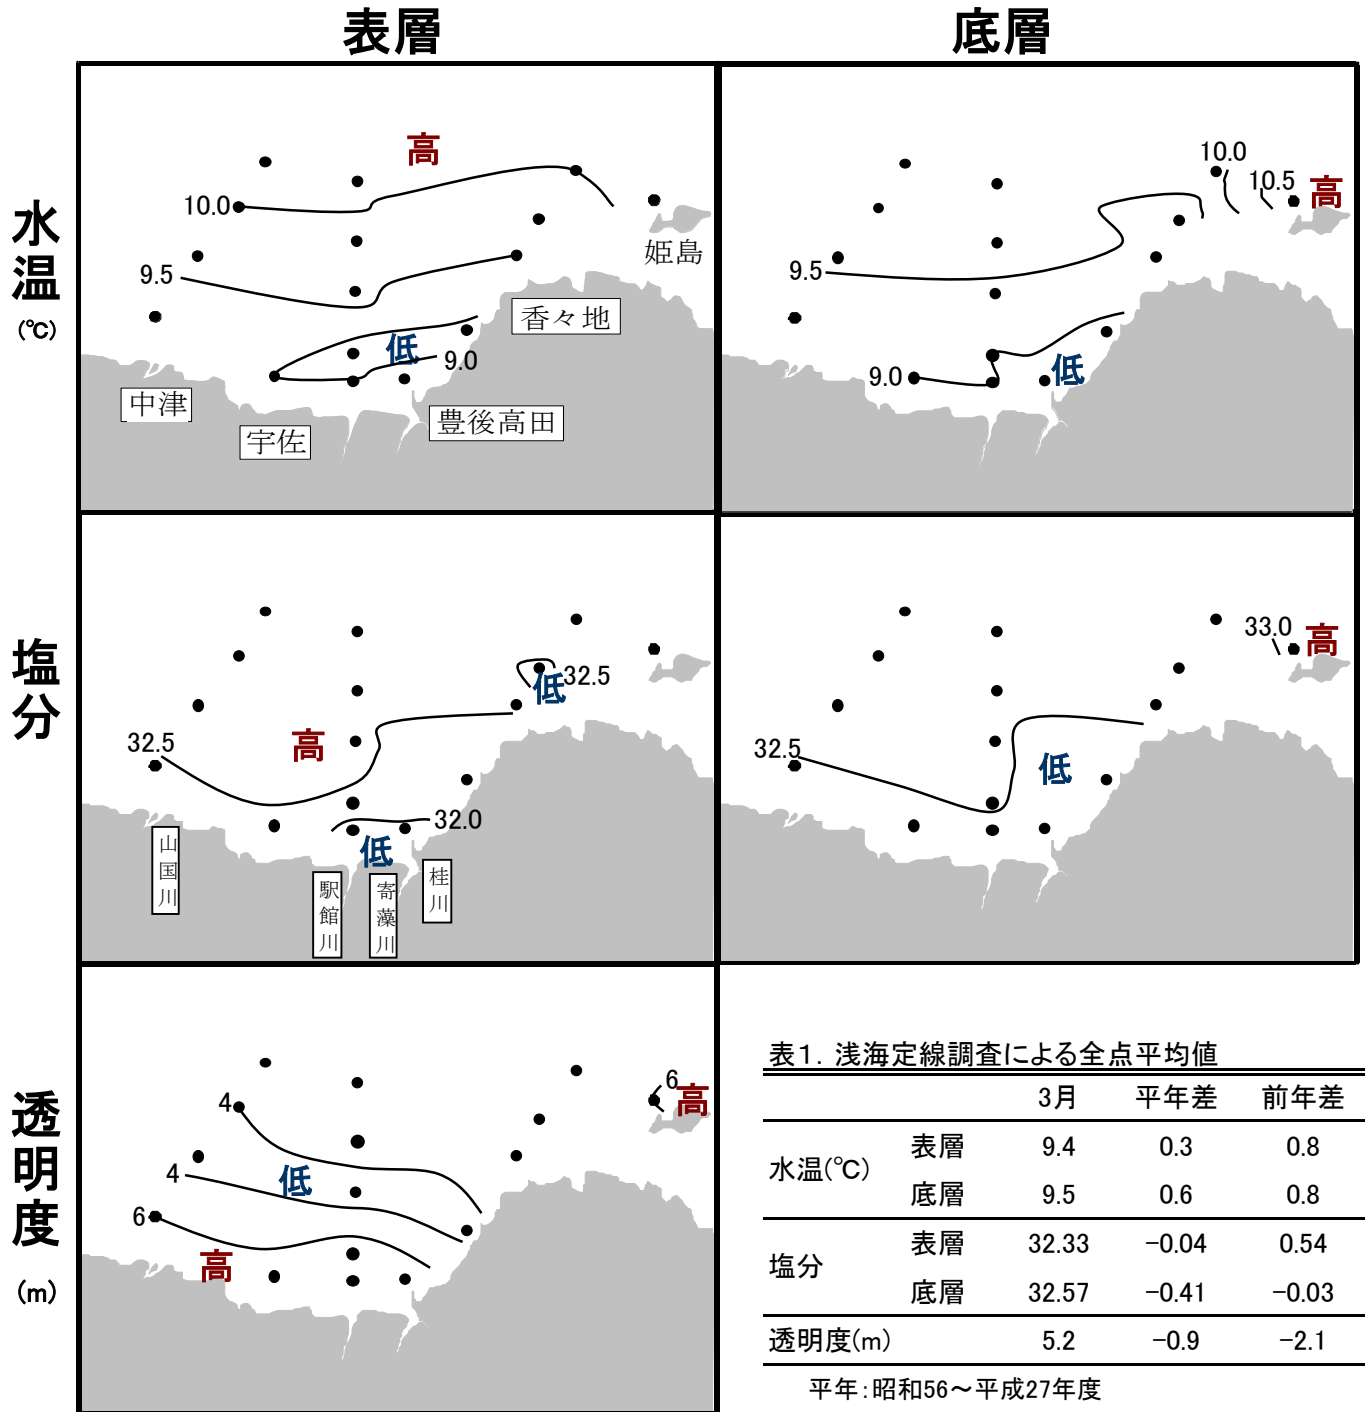 表層
底層
水温
(℃)
高
10.0
9.5
低
9.0
姫島
香々地
中津
宇佐
豊後高田
10.0
10.5
高
9.5
9.0
低
塩分
32.5
高
低
32.5
32.0
低
山国川
駅館川
寄藻川
桂川
33.0
高
32.5
低
透明度
(m)
4
4
6
低
高
6
高
表1. 浅海定線調査による全点平均値
3月 平年差 前年差
水温(℃) 表層 9.4 0.3 0.8
底層 9.5 0.6 0.8
塩分 表層 32.33 -0.04 0.54
底層 32.57 -0.41 -0.03
透明度(m) 5.2 -0.9 -2.1
平年:昭和56～平成27年度